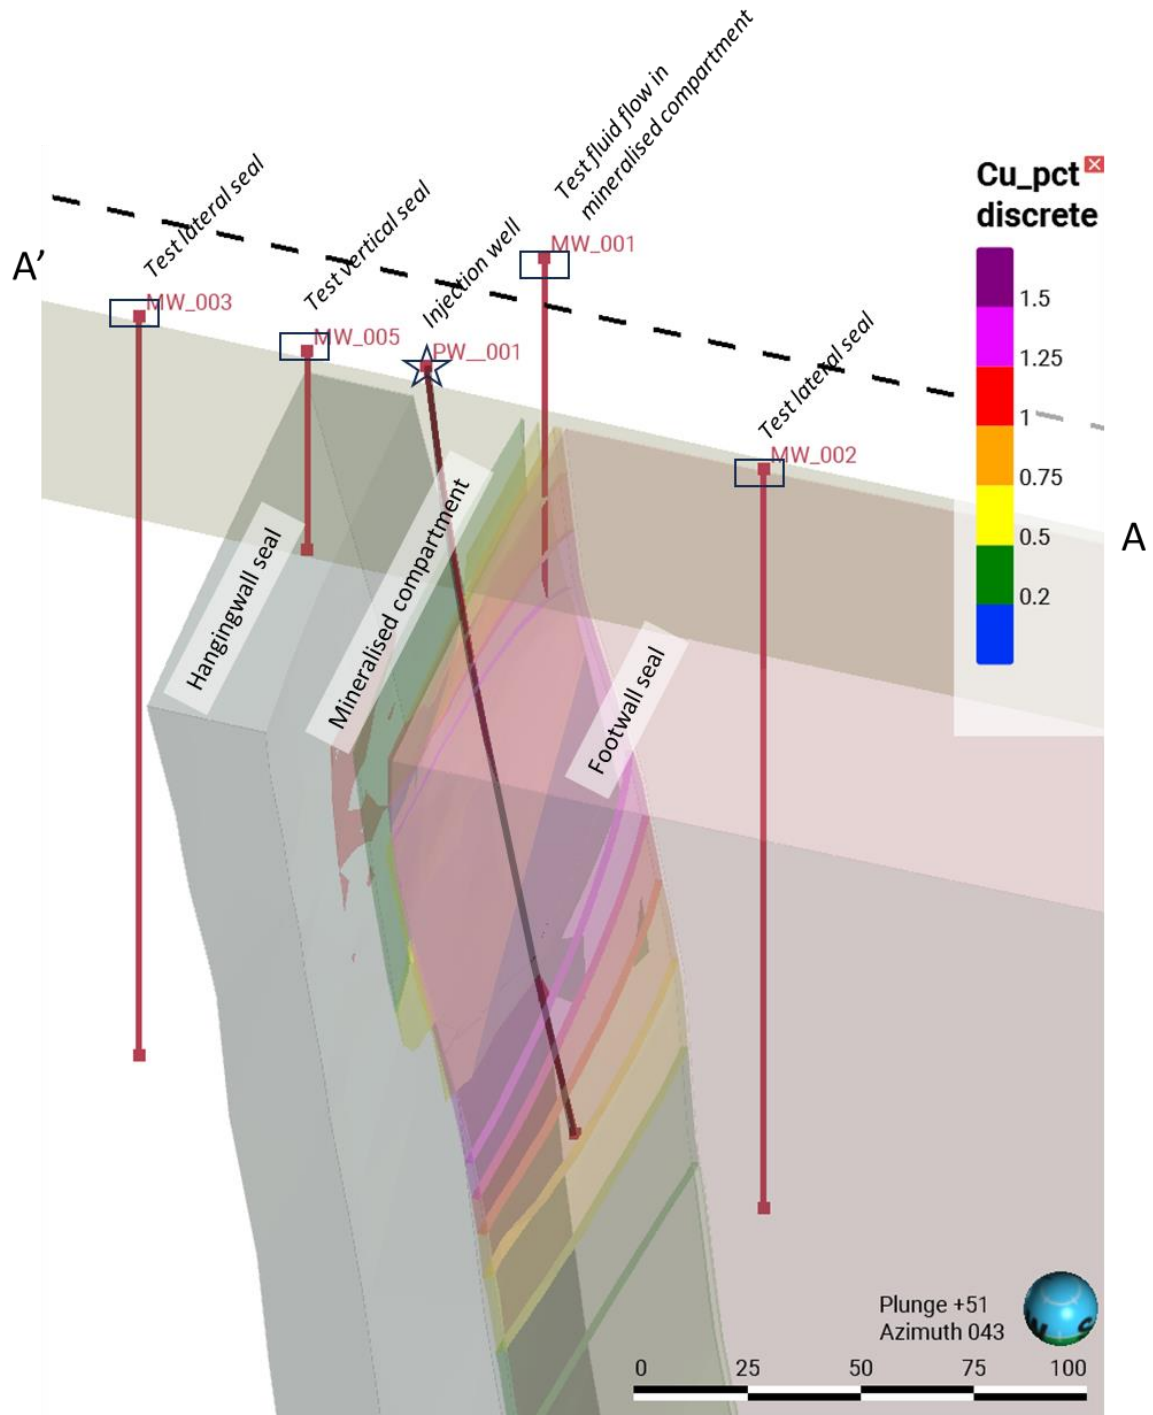 Test fluid flow in
mineralised compartment
Cu_pct
discrete
Test lateral seal
Test vertical seal
Injection well
MW_001
A’
MW_003
1.5
MW_005
PW__001
1.25
Test lateral seal
1
MW_002
0.75
0.5
A
0.2
Hangingwall seal
Mineralised compartment
Footwall seal
Plunge +51
Azimuth 043
0 25 50 75 100